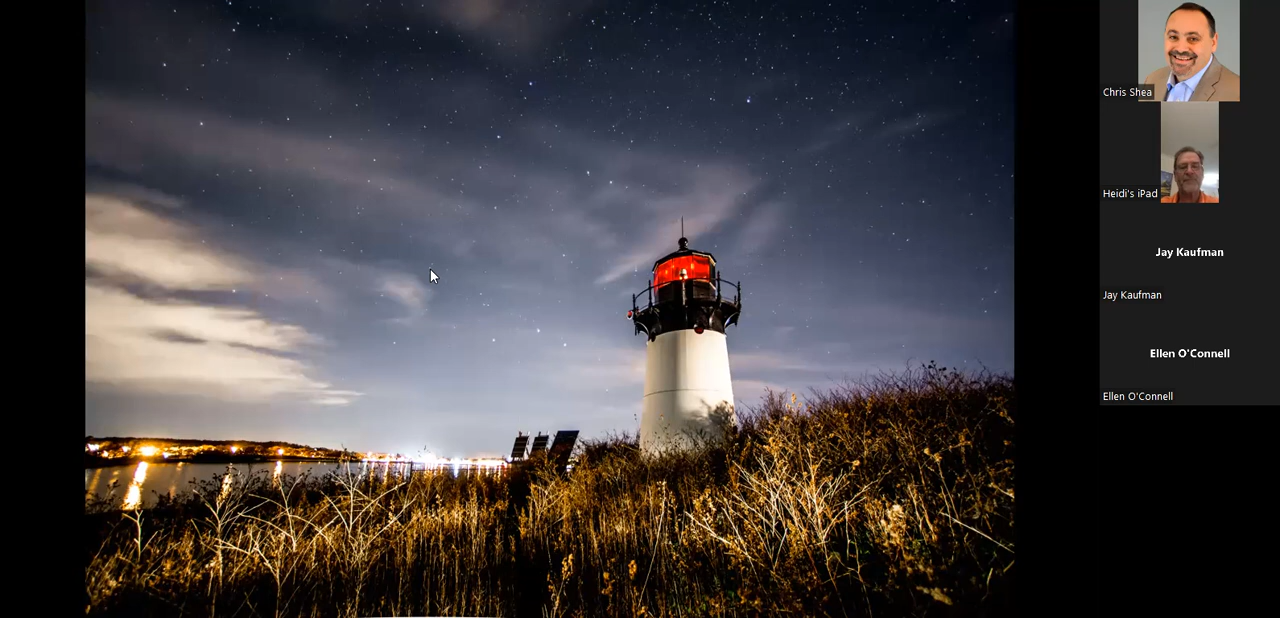 Chris Shea
Heidi's iPad
Jay Kaufman
Jay Kaufman
Ellen O'Connell
Ellen O'Connell